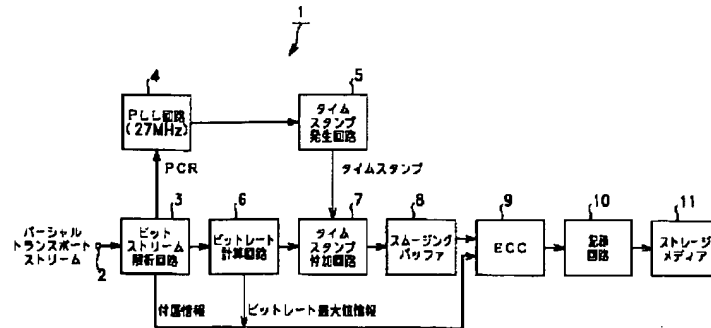 1
4
5
PLL回路
(27MHz)
タイム
スタンプ
発生回路
PCR
タイムスタンプ
3
6
7
8
9
10
11
パーシャル
トランスポート
ストリーム
2
ビット
ストリーム
解析回路
ビットレート
計算回路
タイム
スタンプ
付加回路
スムージング
バッファ
ECC
記録
回路
ストレージ
メディア
付属情報
ビットレート最大値情報